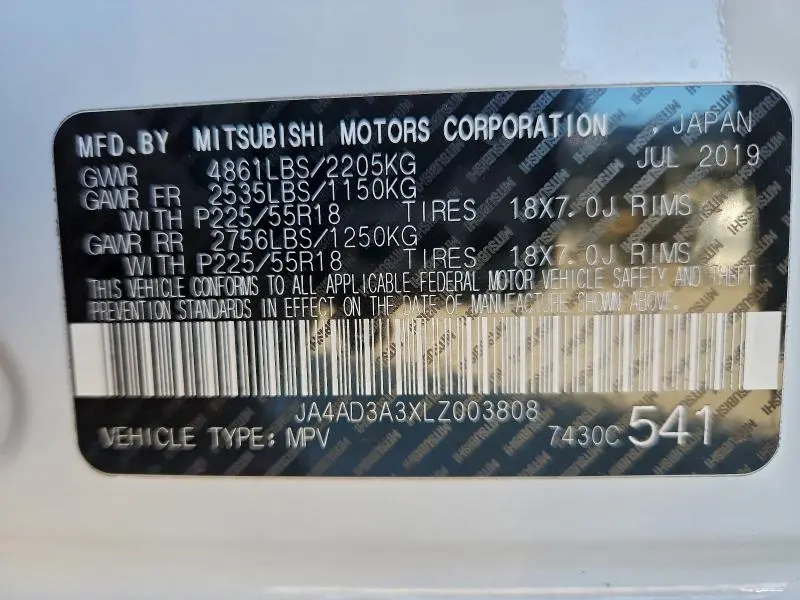 MFD.BY MITSUBISHI MOTORS CORPORATION , JAPAN
GWWR 4861LBS/2205KG JUL 2019
GAWR FR 2535LBS/1150KG
WITH P225/55R18 TIRES 18X7.0J RIMS
GAWR RR 2756LBS/1250KG
WITH P225/55R18 TIRES 18X7.0J RIMS
THIS VEHICLE CONFORMS TO ALL APPLICABLE FEDERAL MOTOR VEHICLE SAFETY AND THEFT
PREVENTION STANDARDS IN EFFECT ON THE DATE OF MANUFACTURE SHOWN ABOVE.
JA4AD3A3XLZ003808
VEHICLE TYPE: MPV 7430C 541